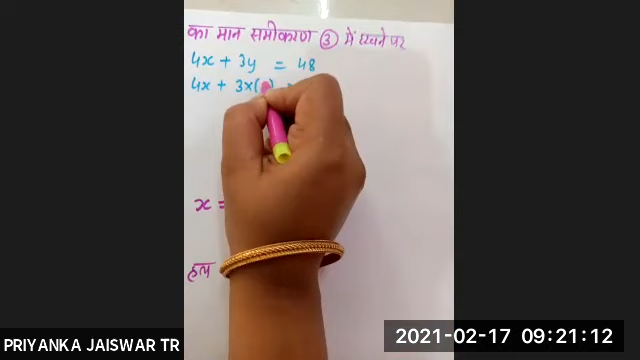 का मान समीकरण ③ में रखने पर
4x + 3y = 48
4x + 3×(
x =
हल
PRIYANKA JAISWAR TR
2021-02-17 09:21:12